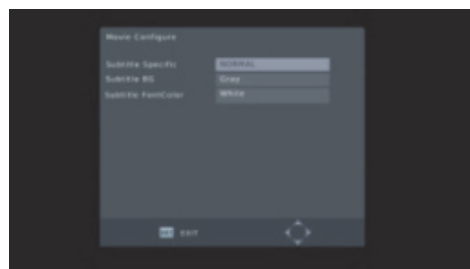 Movie Configure
Subtitle Specific NORMAL
Subtitle BG Gray
Subtitle FontColor White
EXIT